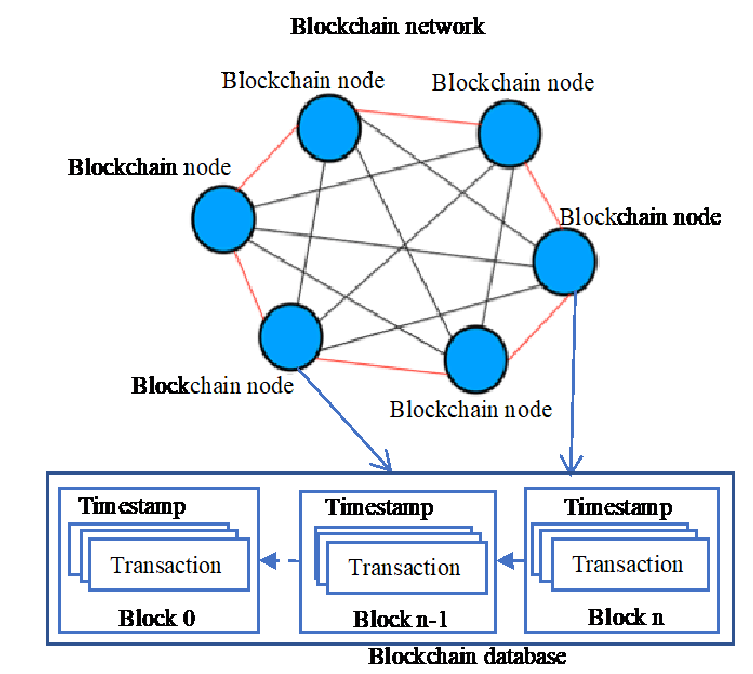 Blockchain network
Blockchain node
Blockchain node
Blockchain node
Blockchain node
Blockchain node
Blockchain node
Timestamp
Transaction
Block 0
Timestamp
Transaction
Block n-1
Timestamp
Transaction
Block n
Blockchain database